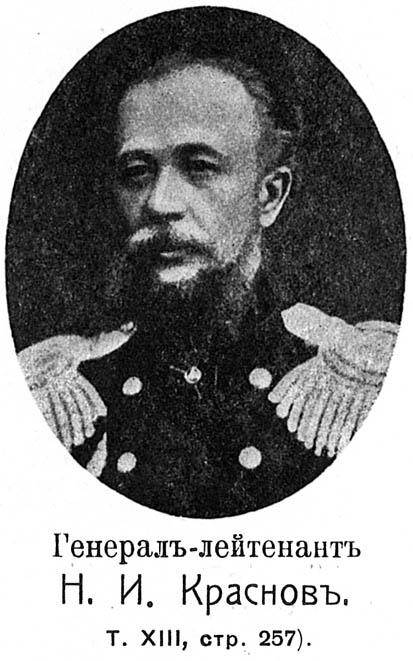 Генералъ-лейтенантъ
Н. И. Красновъ.
Т. XIII, стр. 257).